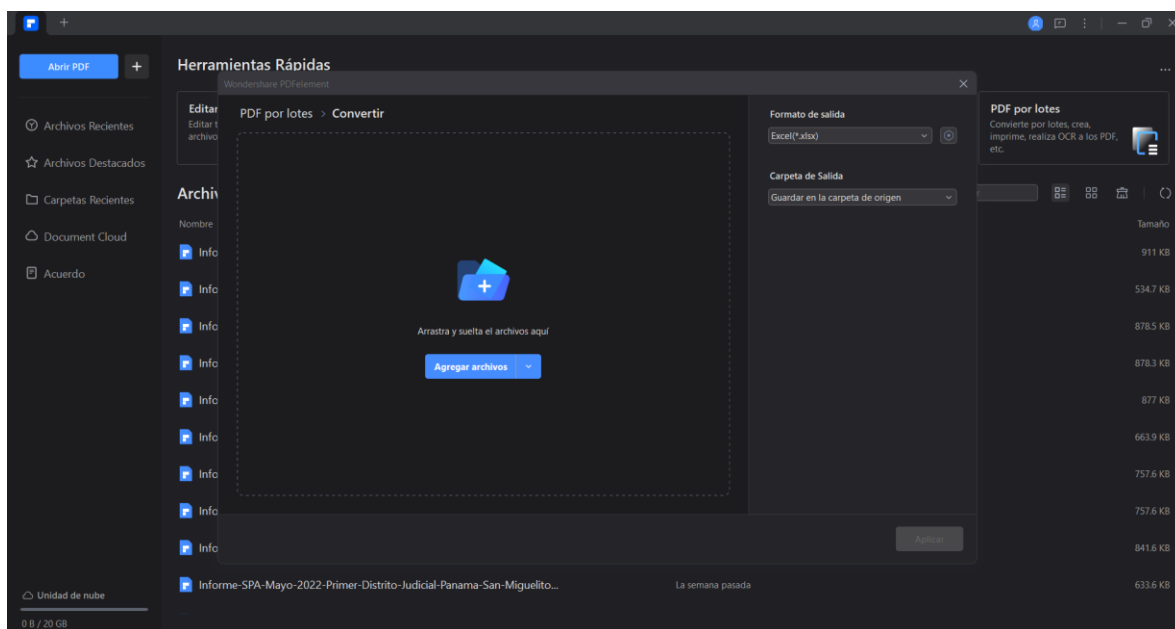 Abrir PDF
Archivos Recientes
Archivos Destacados
Carpetas Recientes
Document Cloud
Acuerdo
Unidad de nube
0 B / 20 GB
Herramientas Rápidas
Wondershare PDFelement
PDF por lotes > Convertir
Arrastra y suelta el archivos aquí
Agregar archivos
Formato de salida
Excel(*.xlsx)
Carpeta de Salida
Guardar en la carpeta de origen
Aplicar
PDF por lotes
Convierte por lotes, crea,
imprime, realiza OCR a los PDF,
etc.
Nombre
Tamaño
911 KB
534.7 KB
878.5 KB
878.3 KB
877 KB
663.9 KB
757.6 KB
757.6 KB
841.6 KB
Informe-SPA-Mayo-2022-Primer-Distrito-Judicial-Panama-San-Miguelito... La semana pasada 633.6 KB